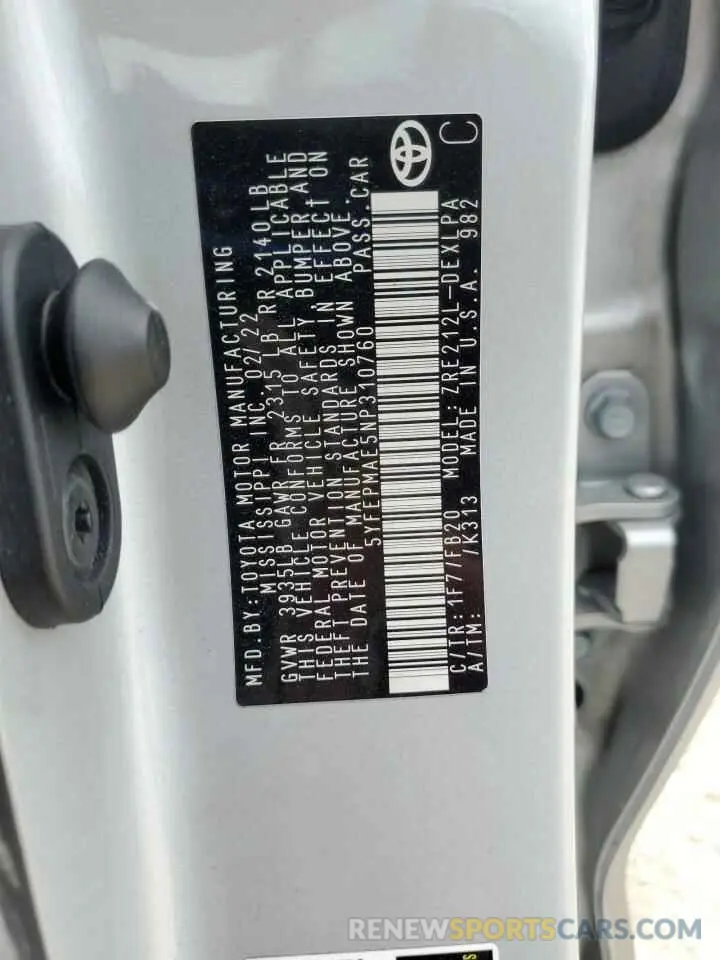 MFD.BY:TOYOTA MOTOR MANUFACTURING
MISSISSIPPI INC.02/22
GVWR 3935LB GAWR FR 2315 LB RR 2140LB
THIS VEHICLE CONFORMS TO ALL APPLICABLE
FEDERAL MOTOR VEHICLE SAFETY BUMPER AND
THEFT PREVENTION STANDARDS IN EFFECT ON
THE DATE OF MANUFACTURE SHOWN ABOVE.
5YFEPMAE5NP310760 PASS.CAR
C/TR:1F7/FB20 MODEL:ZRE212L-DEXLPA
A/TM: /K313 MADE IN U.S.A. 982
C
RENEWSPORTSCARS.COM